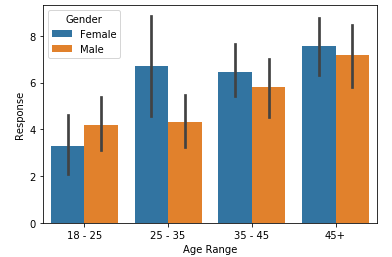 Gender
Female
Male
Response
8
6
4
2
0
18 - 25
25 - 35
35 - 45
45+
Age Range